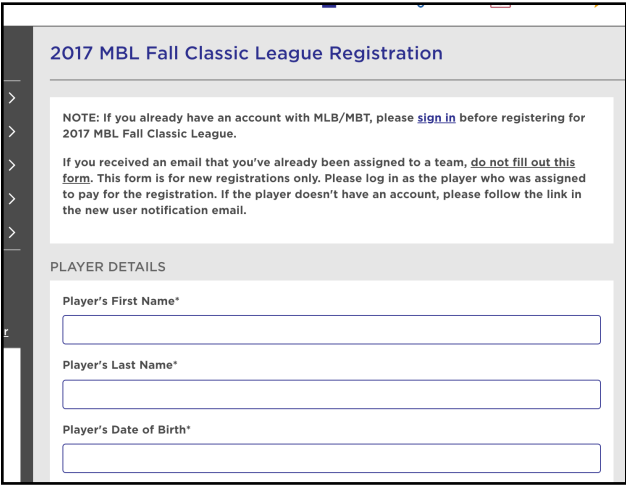 2017 MBL Fall Classic League Registration
NOTE: If you already have an account with MLB/MBT, please sign in before registering for
2017 MBL Fall Classic League.
If you received an email that you've already been assigned to a team, do not fill out this
form. This form is for new registrations only. Please log in as the player who was assigned
to pay for the registration. If the player doesn't have an account, please follow the link in
the new user notification email.
PLAYER DETAILS
Player's First Name*
r
Player's Last Name*
Player's Date of Birth*